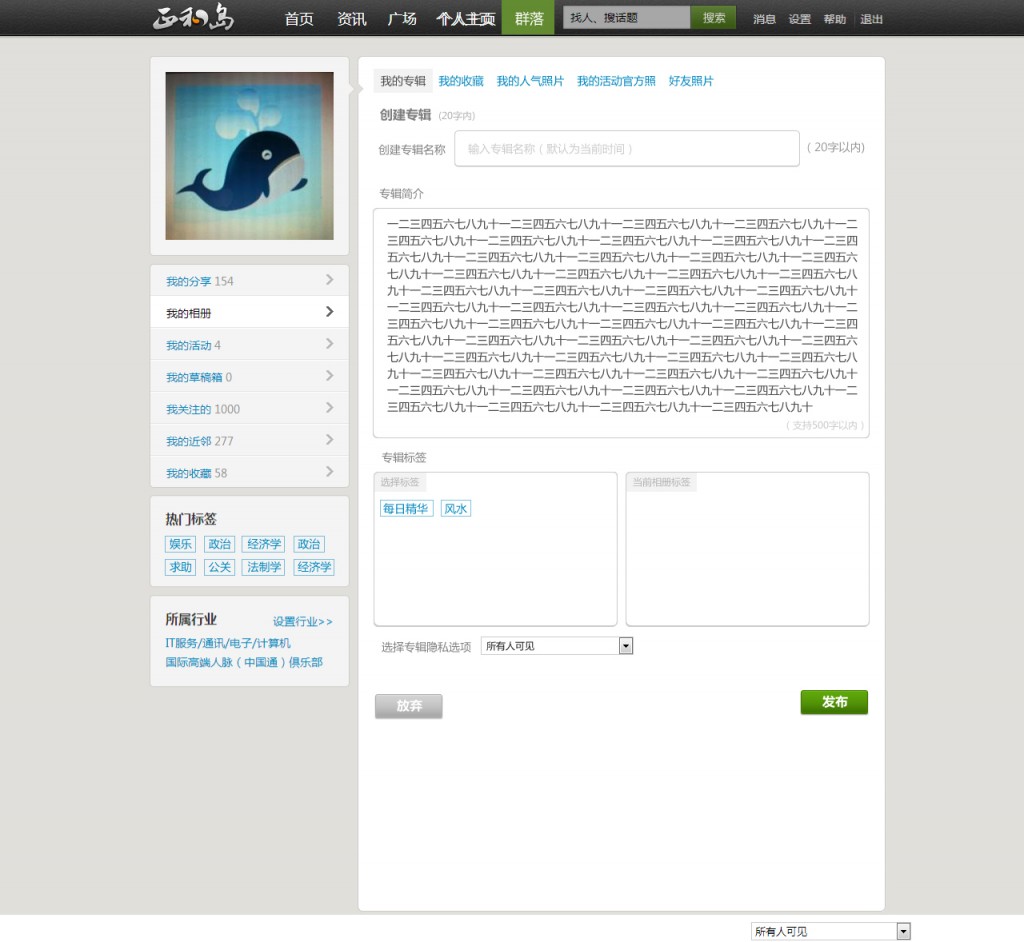 正和岛
首页 资讯 广场 个人主页 群落 找人、搜话题 搜索 消息 设置 帮助 退出
我的专辑 我的收藏 我的人气照片 我的活动官方照 好友照片
创建专辑 (20字内)
创建专辑名称 输入专辑名称（默认为当前时间） ( 20字以内)
专辑简介
一二三四五六七八九十一二三四五六七八九十一二三四五六七八九十一二三四五六七八九十一二
三四五六七八九十一二三四五六七八九十一二三四五六七八九十一二三四五六七八九十一二三四
五六七八九十一二三四五六七八九十一二三四五六七八九十一二三四五六七八九十一二三四五六
七八九十一二三四五六七八九十一二三四五六七八九十一二三四五六七八九十一二三四五六七八
九十一二三四五六七八九十一二三四五六七八九十一二三四五六七八九十一二三四五六七八九十
一二三四五六七八九十一二三四五六七八九十一二三四五六七八九十一二三四五六七八九十一二
三四五六七八九十一二三四五六七八九十一二三四五六七八九十一二三四五六七八九十一二三四
五六七八九十一二三四五六七八九十一二三四五六七八九十一二三四五六七八九十一二三四五六
七八九十一二三四五六七八九十一二三四五六七八九十一二三四五六七八九十一二三四五六七八
九十一二三四五六七八九十一二三四五六七八九十一二三四五六七八九十一二三四五六七八九十
一二三四五六七八九十一二三四五六七八九十一二三四五六七八九十一二三四五六七八九十一二
三四五六七八九十一二三四五六七八九十一二三四五六七八九十一二三四五六七八九十
（支持500字以内）
专辑标签
选择标签 当前相册标签
每日精华 风水
选择专辑隐私选项 所有人可见
放弃 发布
我的分享 154
我的相册
我的活动 4
我的草稿箱 0
我关注的 1000
我的近邻 277
我的收藏 58
热门标签
娱乐 政治 经济学 政治
求助 公关 法制学 经济学
所属行业 设置行业>>
IT服务/通讯/电子/计算机
国际高端人脉（中国通）俱乐部
所有人可见